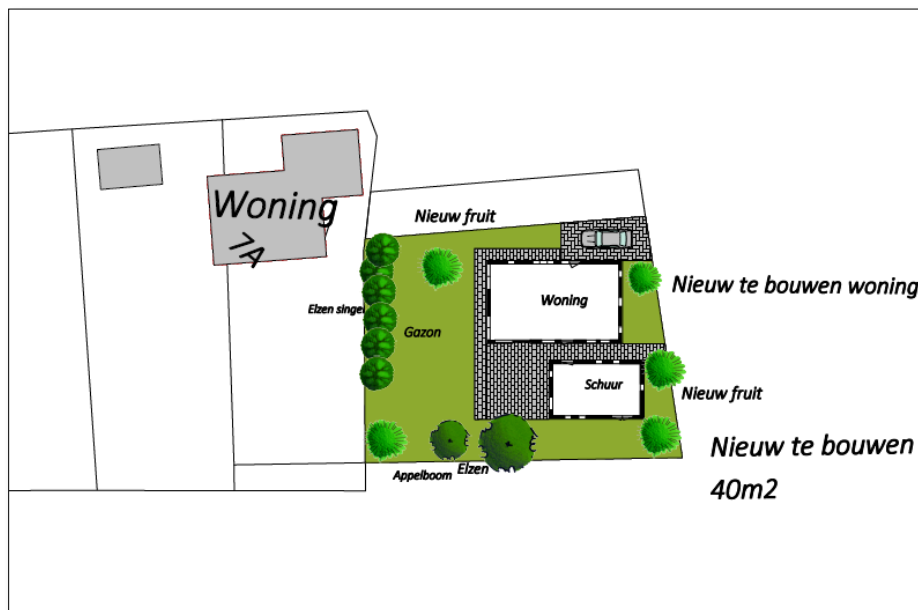 Woning
7A
Nieuw fruit
Nieuw te bouwen woning
Woning
Elzen singel
Gazon
Schuur
Nieuw fruit
Appelboom
Elzen
Nieuw te bouwen
40m2